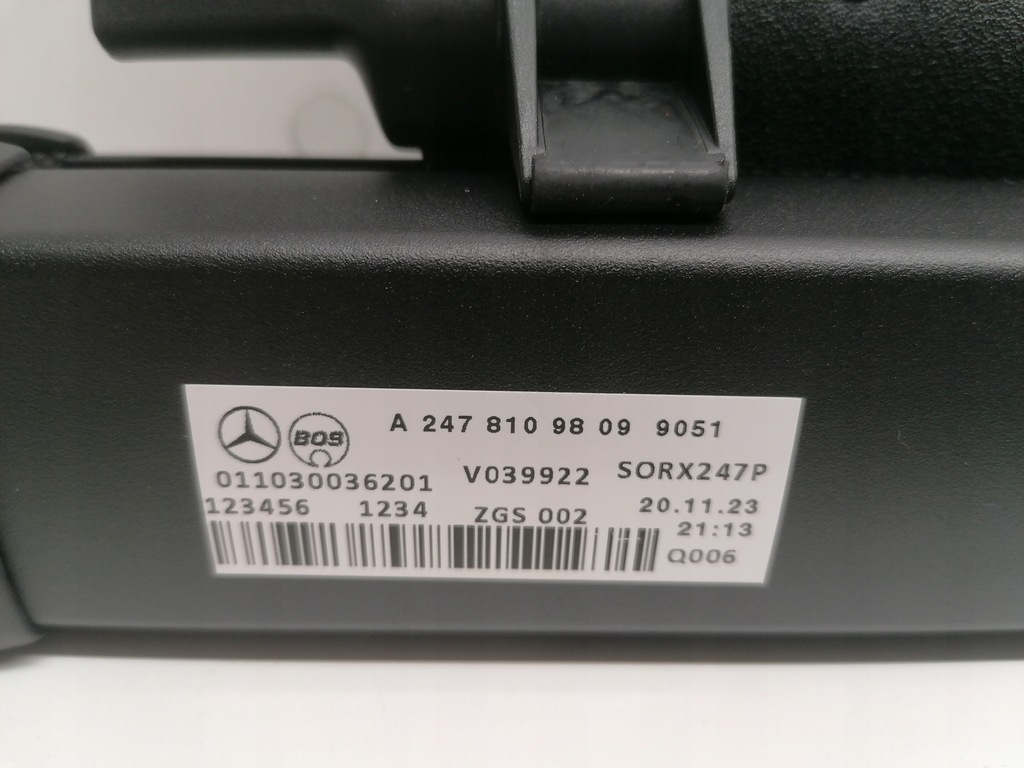 BOS A 247 810 98 09 9051
011030036201 V039922 SORX247P
123456 1234 ZGS 002 20.11.23
21:13
Q006